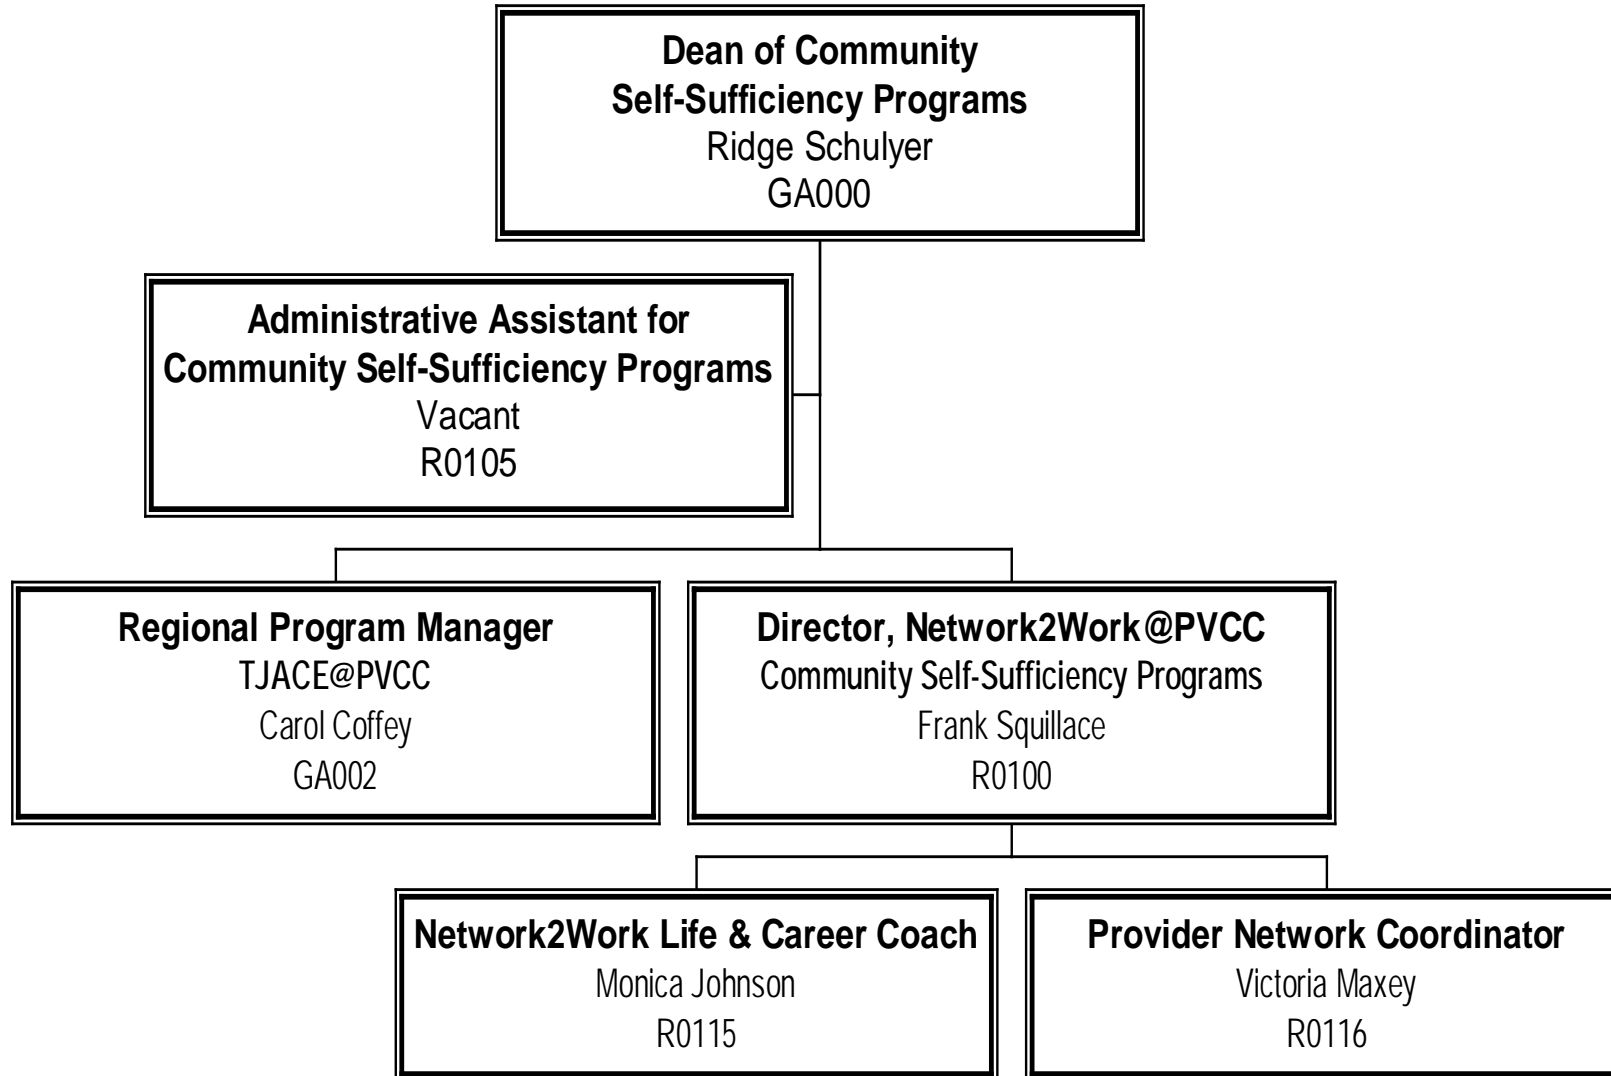 Dean of Community
Self-Sufficiency Programs
Ridge Schulyer
GA000
Administrative Assistant for
Community Self-Sufficiency Programs
Vacant
R0105
Regional Program Manager
TJACE@PVCC
Carol Coffey
GA002
Director, Network2Work@PVCC
Community Self-Sufficiency Programs
Frank Squillace
R0100
Network2Work Life & Career Coach
Monica Johnson
R0115
Provider Network Coordinator
Victoria Maxey
R0116